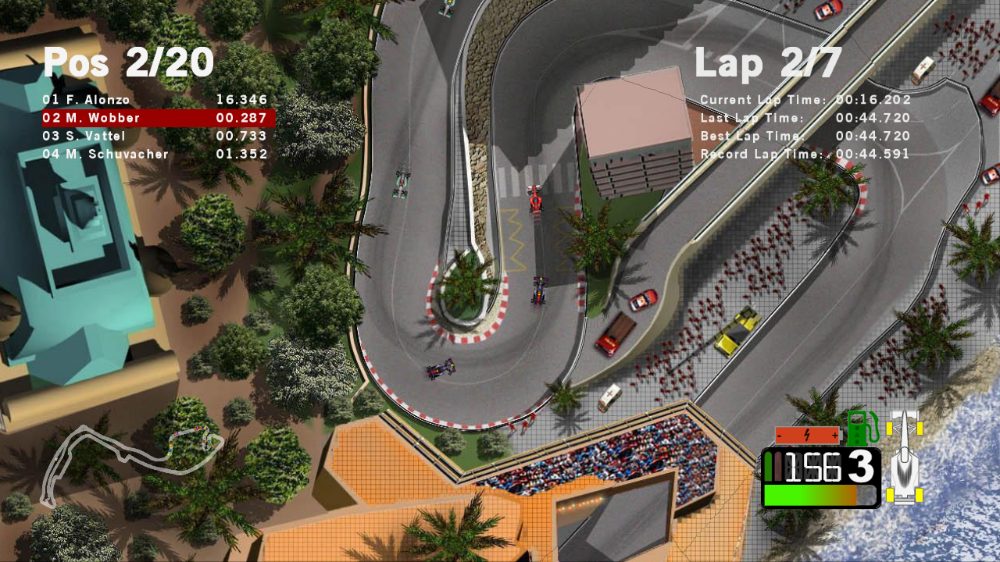 Pos 2/20
Lap 2/7
01 F. Alonzo 16.346
02 M. Wobber 00.287
03 S. Vattel 00.733
04 M. Schuvacher 01.352
Current Lap Time: 00:16.202
Last Lap Time: 00:44.720
Best Lap Time: 00:44.720
Record Lap Time: 00:44.591
- +
156 3